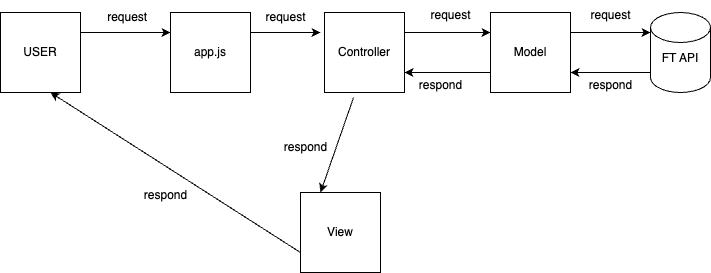 request
request
request
request
USER
app.js
Controller
Model
FT API
respond
respond
respond
respond
View